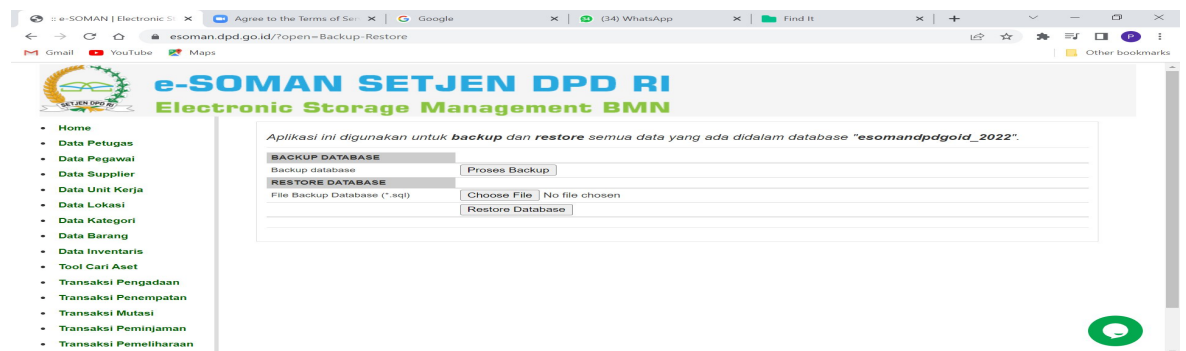 :: e-SOMAN | Electronic St
Agree to the Terms of Ser
Google
(34) WhatsApp
Find It
esoman.dpd.go.id/?open=Backup-Restore
P
Gmail
YouTube
Maps
Other bookmarks
SETJEN DPD RI
e-SOMAN SETJEN DPD RI
Electronic Storage Management BMN
Home
Data Petugas
Data Pegawai
Data Supplier
Data Unit Kerja
Data Lokasi
Data Kategori
Data Barang
Data Inventaris
Tool Cari Aset
Transaksi Pengadaan
Transaksi Penempatan
Transaksi Mutasi
Transaksi Peminjaman
Transaksi Pemeliharaan
Aplikasi ini digunakan untuk backup dan restore semua data yang ada didalam database "esomandpdgoid_2022".
BACKUP DATABASE
Backup database Proses Backup
RESTORE DATABASE
File Backup Database (*.sql) Choose File No file chosen
Restore Database